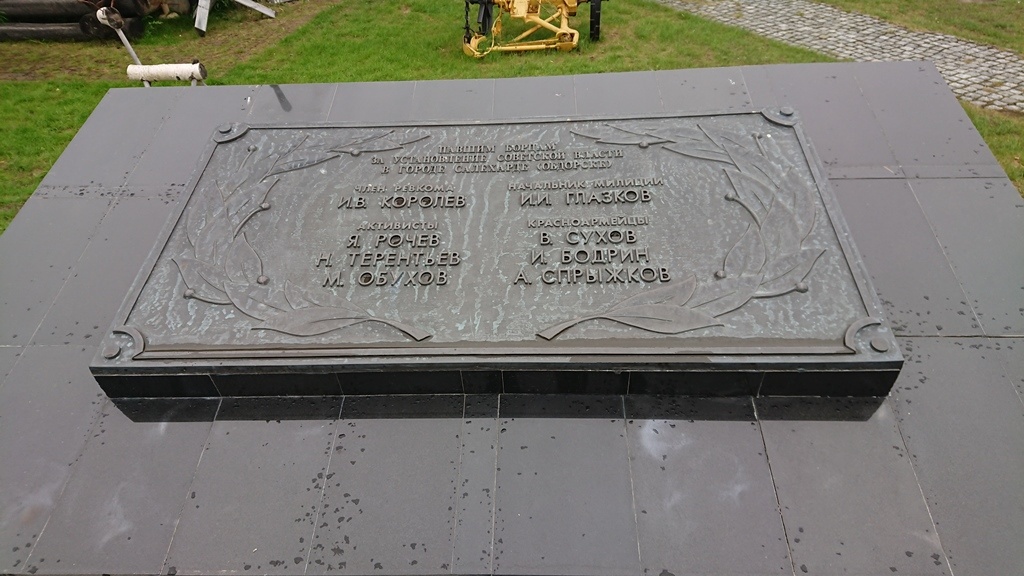 ПАВШИМ БОРЦАМ
ЗА УСТАНОВЛЕНИЕ СОВЕТСКОЙ ВЛАСТИ
В ГОРОДЕ САЛЕХАРДЕ (ОБДОРСКЕ)
ЧЛЕН РЕВКОМА
И.В. КОРОЛЕВ
АКТИВИСТЫ
Я. РОЧЕВ
Н. ТЕРЕНТЬЕВ
М. ОБУХОВ
НАЧАЛЬНИК МИЛИЦИИ
И.И. ГЛАЗКОВ
КРАСНОАРМЕЙЦЫ
В. СУХОВ
И. БОДРИН
А. СПРЫЖКОВ